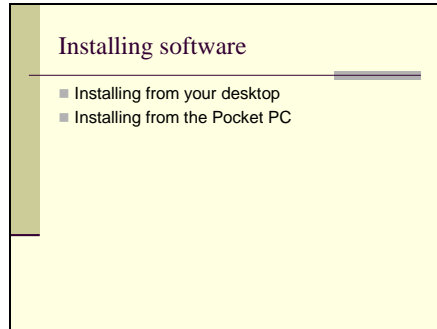 Installing software
Installing from your desktop
Installing from the Pocket PC